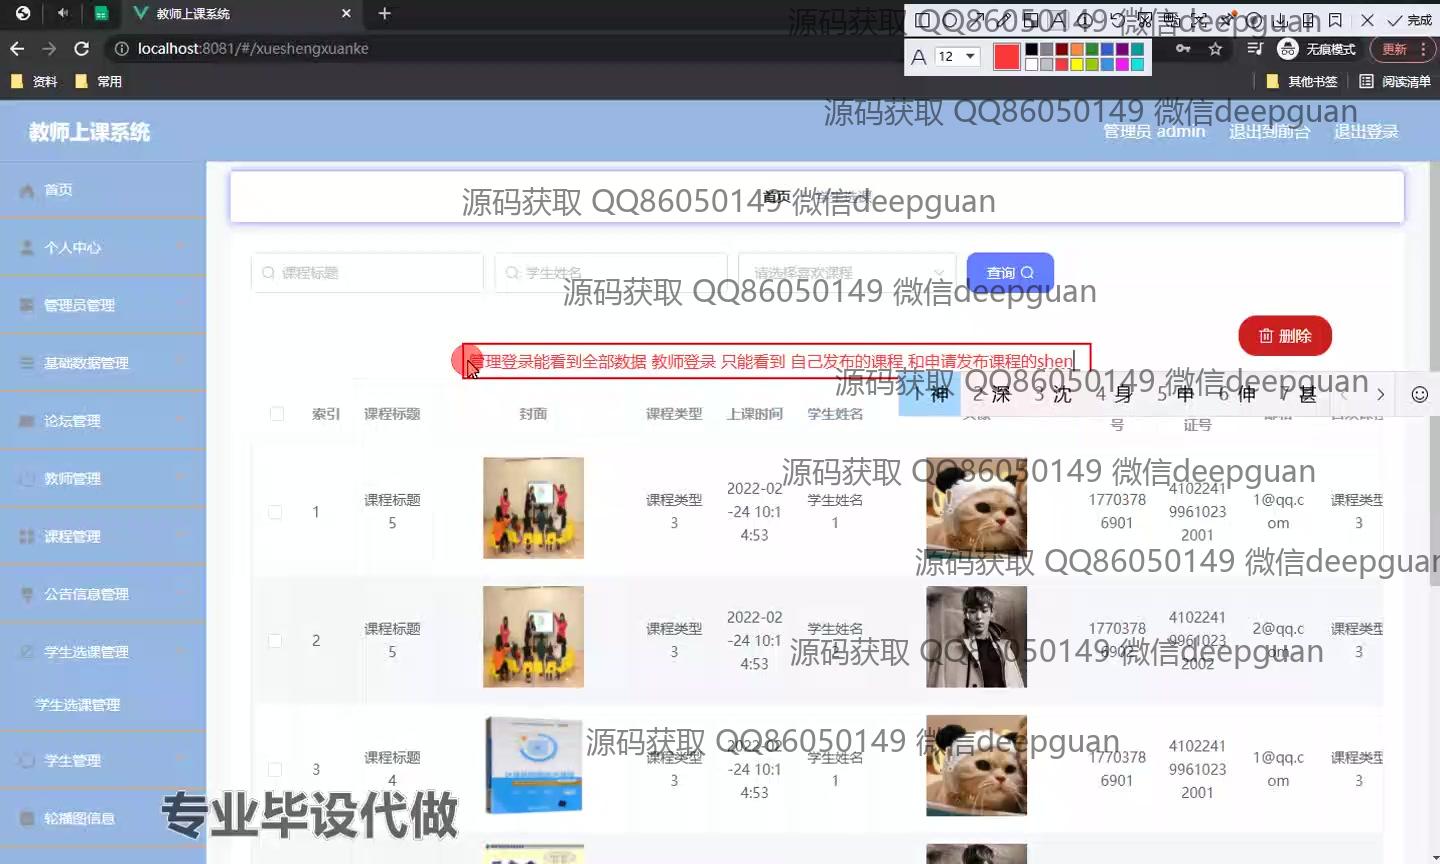 教师上课系统
完成
localhost:8081/#/xueshengxuanke
12
无痕模式
更新
资料
常用
其他书签
阅读清单
源码获取 QQ86050149 微信deepguan
源码获取 QQ86050149 微信deepguan
教师上课系统
管理员 admin
退出到前台
退出登录
首页
首页
源码获取 QQ86050149 微信deepguan
个人中心
课程标题
学生姓名
请选择喜欢课程
查询
源码获取 QQ86050149 微信deepguan
管理员管理
删除
基础数据管理
管理登录能看到全部数据 教师登录 只能看到 自己发布的课程 和申请发布课程的shen
源码获取 QQ86050149 微信deepguan
1 神 2 深 3 沈 4 身 5 申 6 伸 7 甚
索引
课程标题
封面
课程类型
上课时间
学生姓名
号
证号
论坛管理
教师管理
课程管理
公告信息管理
学生选课管理
学生选课管理
学生管理
轮播图信息
源码获取 QQ86050149 微信deepguan
1
课程标题
5
课程类型
3
2022-02
-24 10:1
4:53
学生姓名
1
1770378
6901
4102241
9961023
2001
1@qq.c
om
课程类型
3
源码获取 QQ86050149 微信deepguan
2
课程标题
5
课程类型
3
2022-02
-24 10:1
4:53
学生姓名
2
1770378
6902
4102241
9961023
2002
2@qq.c
om
课程类型
3
源码获取 QQ86050149 微信deepguan
3
课程标题
4
课程类型
3
2022-02
-24 10:1
4:53
学生姓名
1
1770378
6901
4102241
9961023
2001
1@qq.c
om
课程类型
3
源码获取 QQ86050149 微信deepguan
专业毕设代做